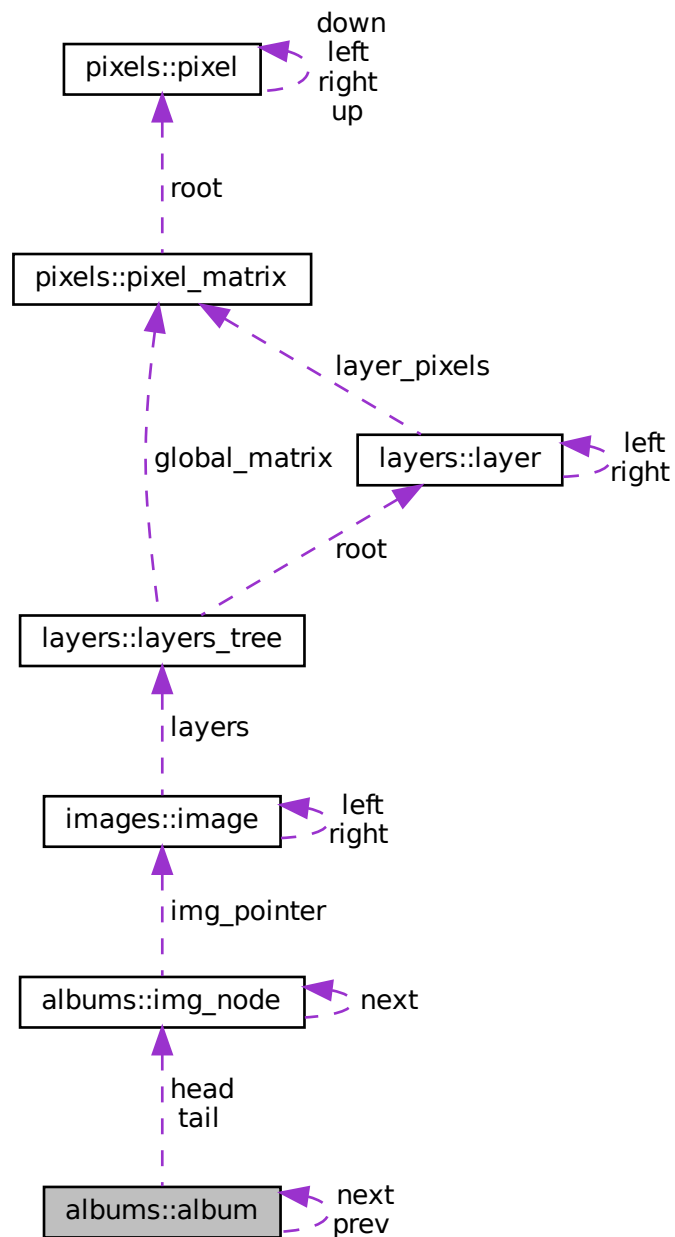 down
left
right
up
pixels::pixel
root
pixels::pixel_matrix
layer_pixels
global_matrix
layers::layer
left
right
root
layers::layers_tree
layers
images::image
left
right
img_pointer
albums::img_node
next
head
tail
albums::album
next
prev